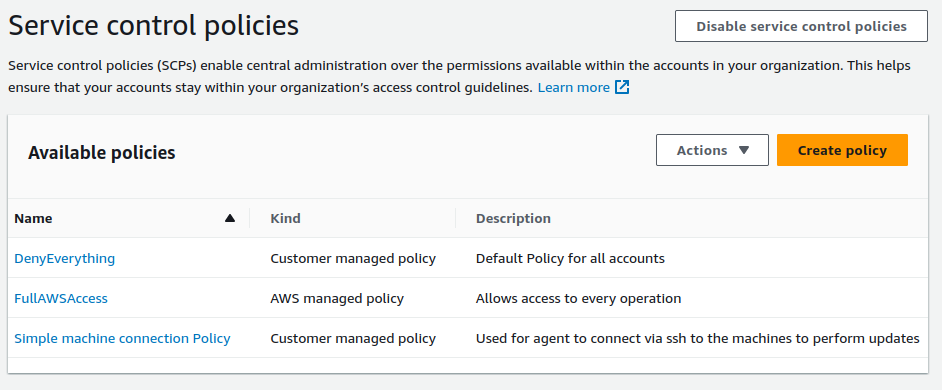 Service control policies
Disable service control policies
Service control policies (SCPs) enable central administration over the permissions available within the accounts in your organization. This helps
ensure that your accounts stay within your organization's access control guidelines. Learn more
Available policies
Actions
Create policy
Name Kind Description
DenyEverything Customer managed policy Default Policy for all accounts
FullAWSAccess AWS managed policy Allows access to every operation
Simple machine connection Policy Customer managed policy Used for agent to connect via ssh to the machines to perform updates